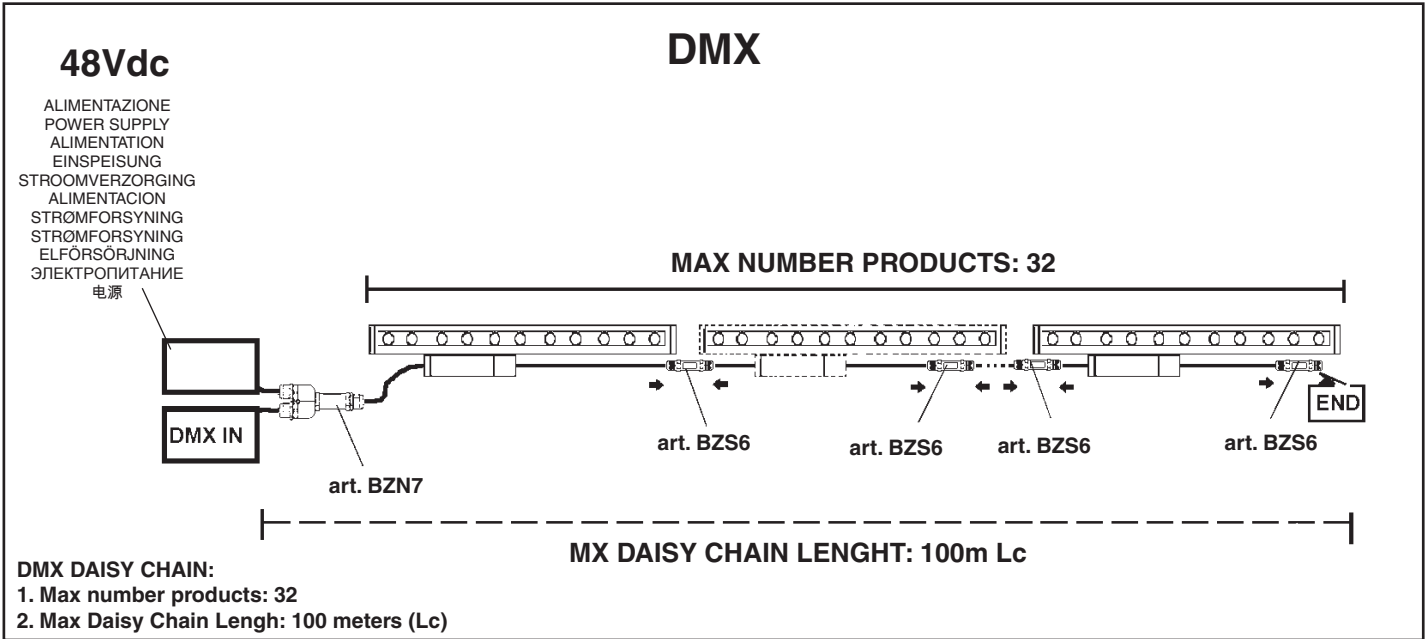 DMX
48Vdc
ALIMENTAZIONE
POWER SUPPLY
ALIMENTATION
EINSPEISUNG
STROOMVERZORGING
ALIMENTACION
STRØMFORSYNING
STRØMFORSYNING
ELFÖRSÖRJNING
ЭЛЕКТРОПИТАНИЕ
电源
MAX NUMBER PRODUCTS: 32
DMX IN
END
art. BZS6
art. BZS6
art. BZS6
art. BZS6
art. BZN7
MX DAISY CHAIN LENGHT: 100m Lc
DMX DAISY CHAIN:
1. Max number products: 32
2. Max Daisy Chain Lengh: 100 meters (Lc)